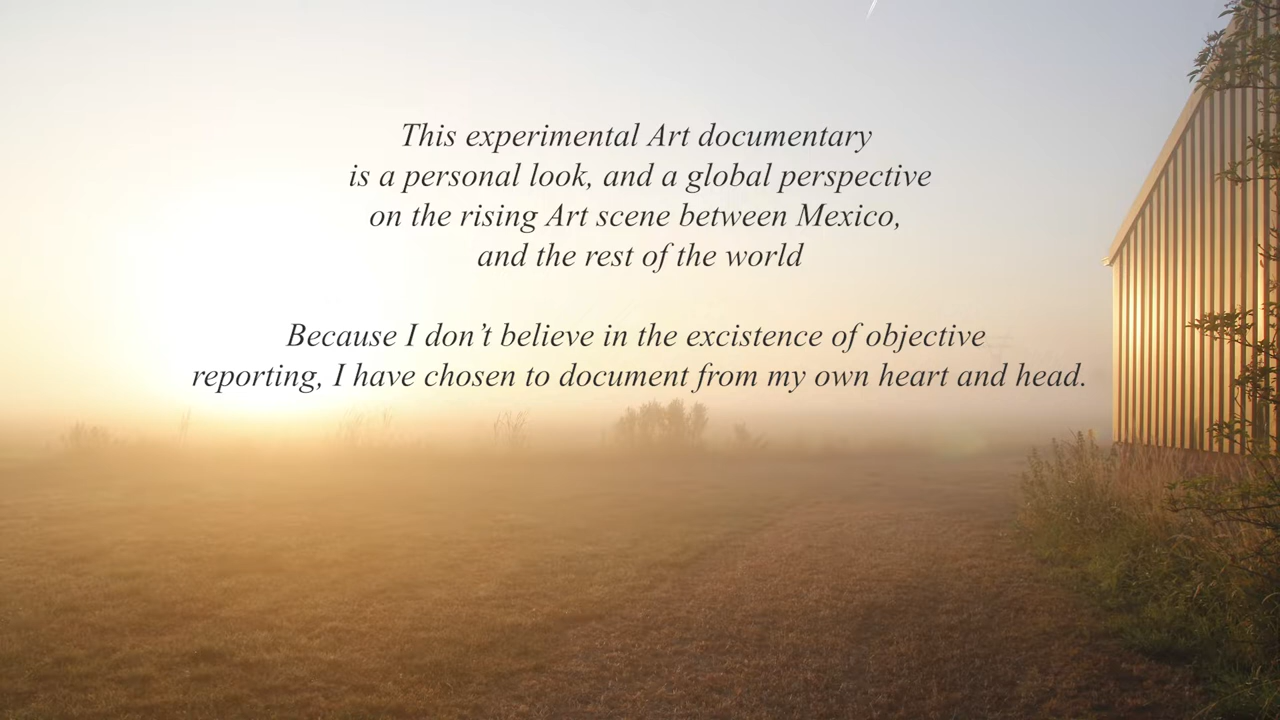 This experimental Art documentary
is a personal look, and a global perspective
on the rising Art scene between Mexico,
and the rest of the world
Because I don’t believe in the excistence of objective
reporting, I have chosen to document from my own heart and head.